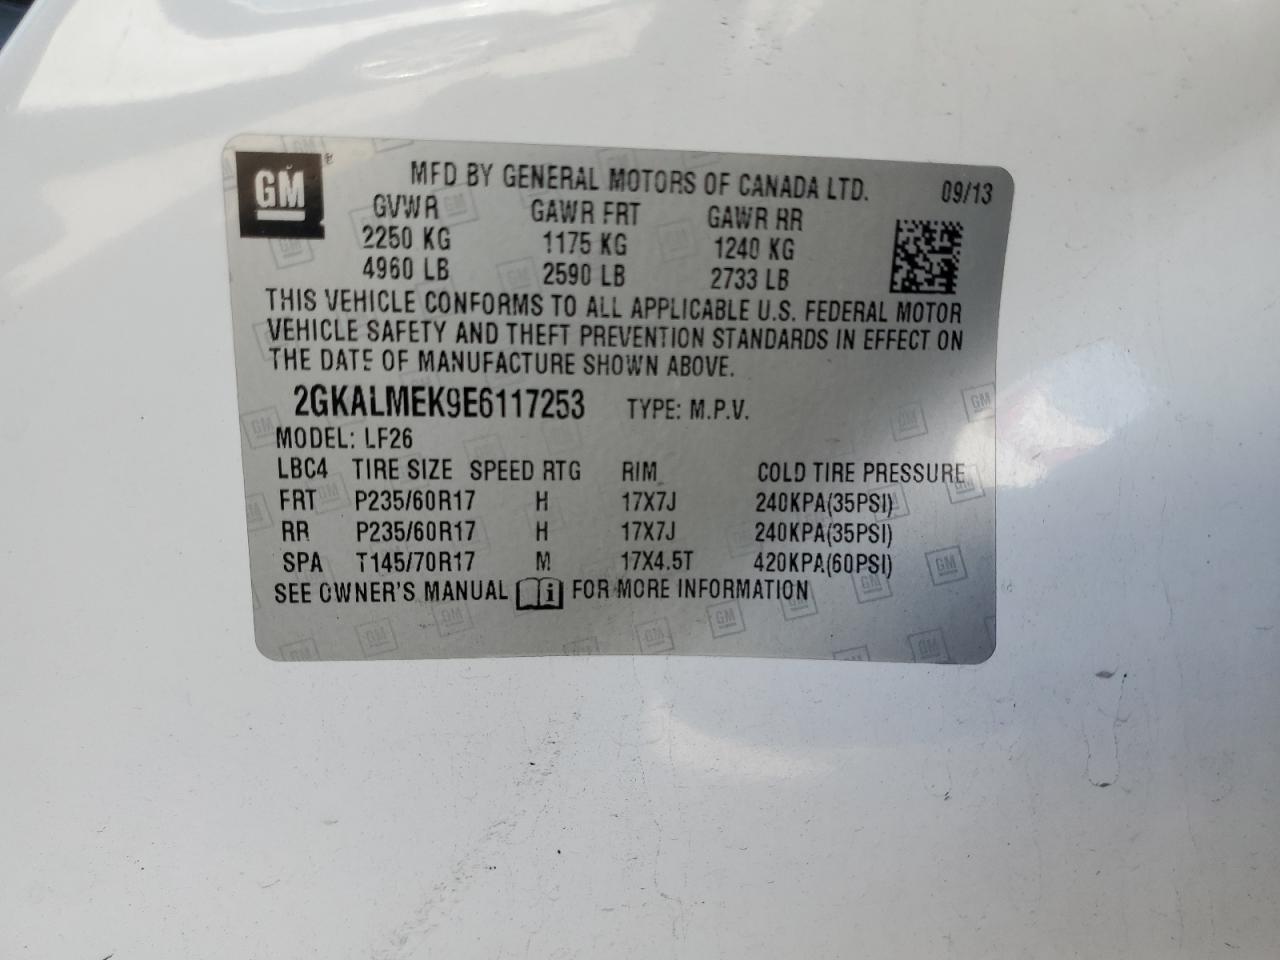 GM ®
MFD BY GENERAL MOTORS OF CANADA LTD. 09/13
GVWR GAWR FRT GAWR RR
2250 KG 1175 KG 1240 KG
4960 LB 2590 LB 2733 LB
THIS VEHICLE CONFORMS TO ALL APPLICABLE U.S. FEDERAL MOTOR
VEHICLE SAFETY AND THEFT PREVENTION STANDARDS IN EFFECT ON
THE DATE OF MANUFACTURE SHOWN ABOVE.
2GKALMEK9E6117253 TYPE: M.P.V.
MODEL: LF26
LBC4 TIRE SIZE SPEED RTG RIM COLD TIRE PRESSURE
FRT P235/60R17 H 17X7J 240KPA(35PSI)
RR P235/60R17 H 17X7J 240KPA(35PSI)
SPA T145/70R17 M 17X4.5T 420KPA(60PSI)
SEE OWNER'S MANUAL i FOR MORE INFORMATION